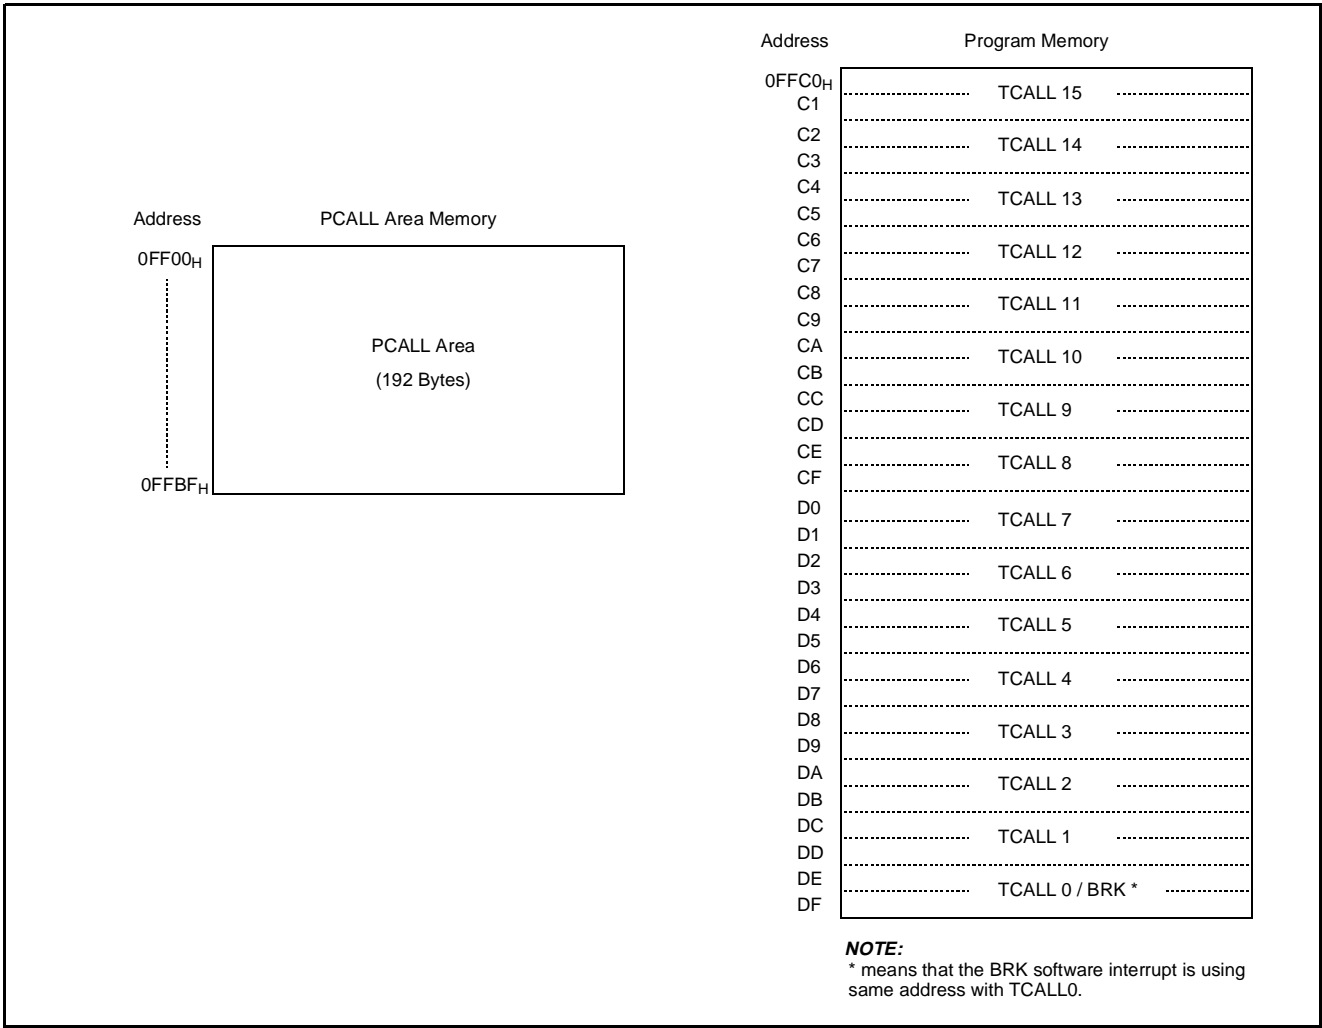 Address PCALL Area Memory
0FF00H
PCALL Area
(192 Bytes)
0FFBFH
Address Program Memory
0FFC0H
TCALL 15
C1
C2
TCALL 14
C3
C4
TCALL 13
C5
C6
TCALL 12
C7
C8
TCALL 11
C9
CA
TCALL 10
CB
CC
TCALL 9
CD
CE
TCALL 8
CF
D0
TCALL 7
D1
D2
TCALL 6
D3
D4
TCALL 5
D5
D6
TCALL 4
D7
D8
TCALL 3
D9
DA
TCALL 2
DB
DC
TCALL 1
DD
DE
TCALL 0 / BRK *
DF
NOTE:
* means that the BRK software interrupt is using
same address with TCALL0.